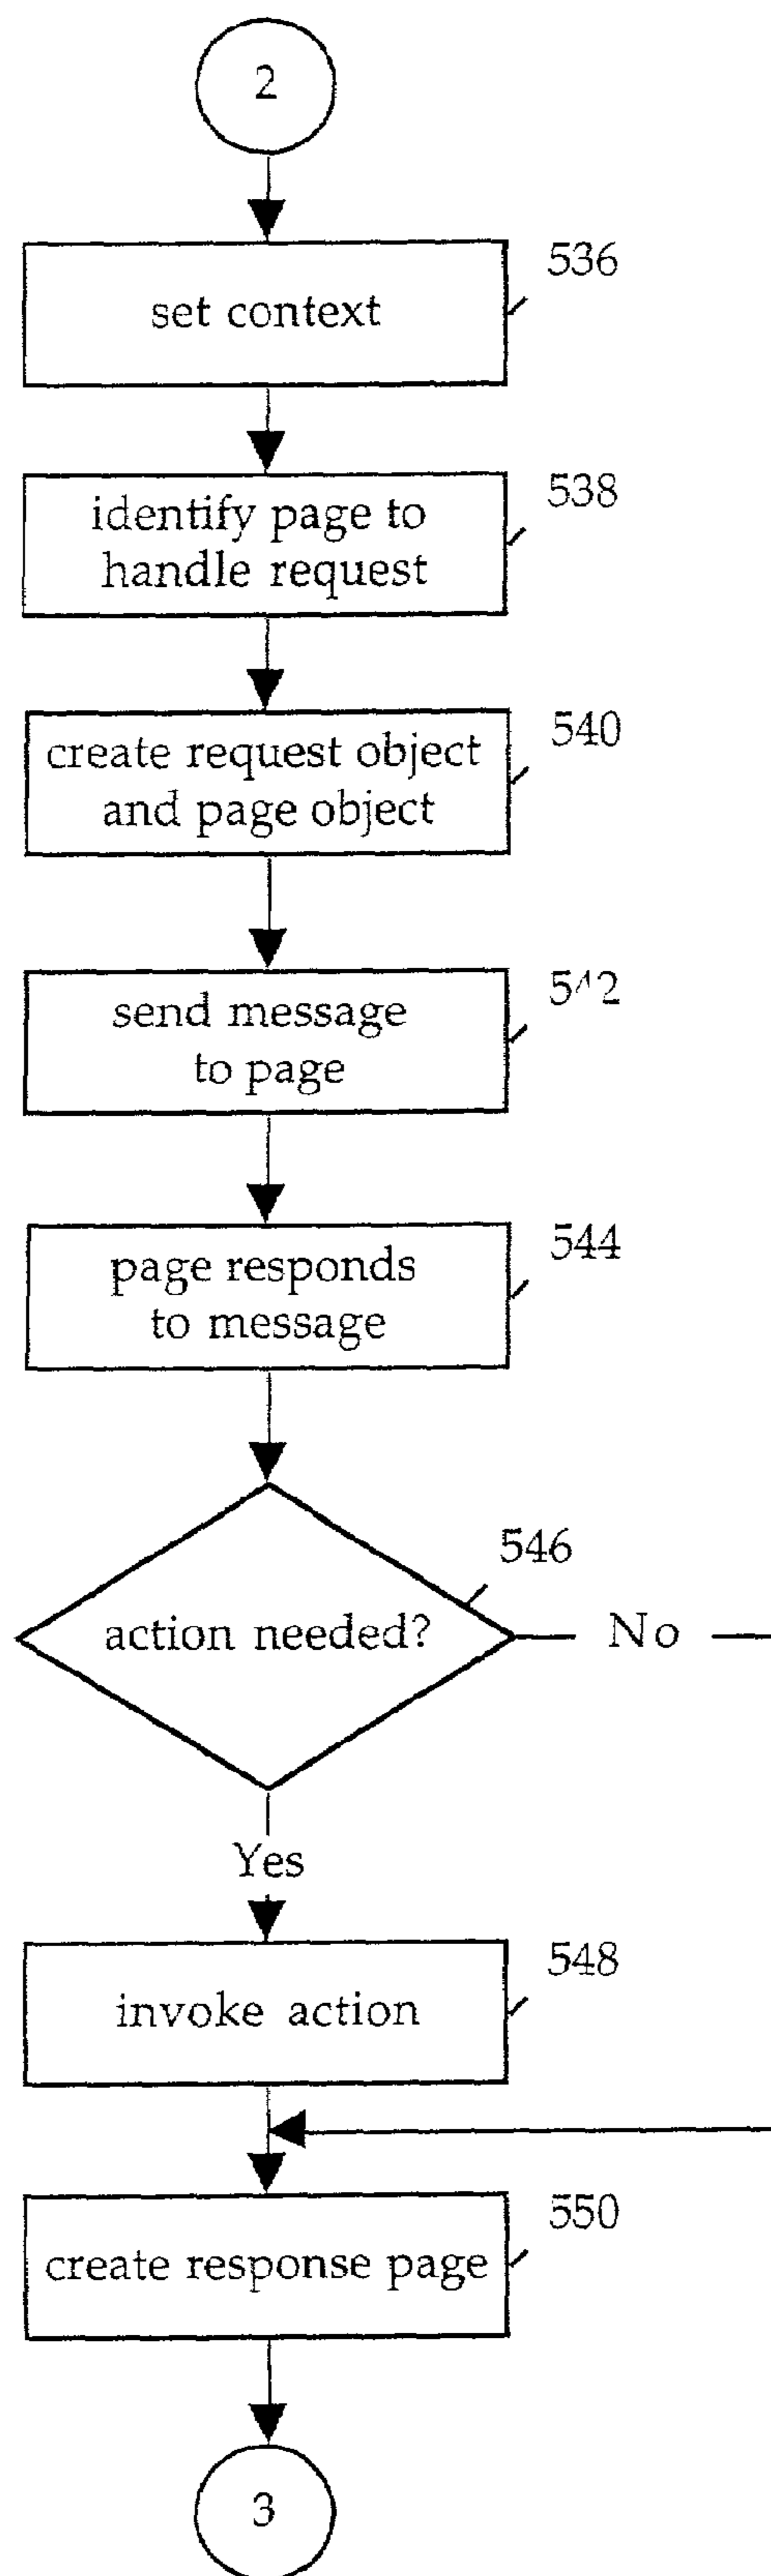 2
536
set context
538
identify page to
handle request
540
create request object
and page object
542
send message
to page
544
page responds
to message
546
action needed?
No
Yes
548
invoke action
550
create response page
3